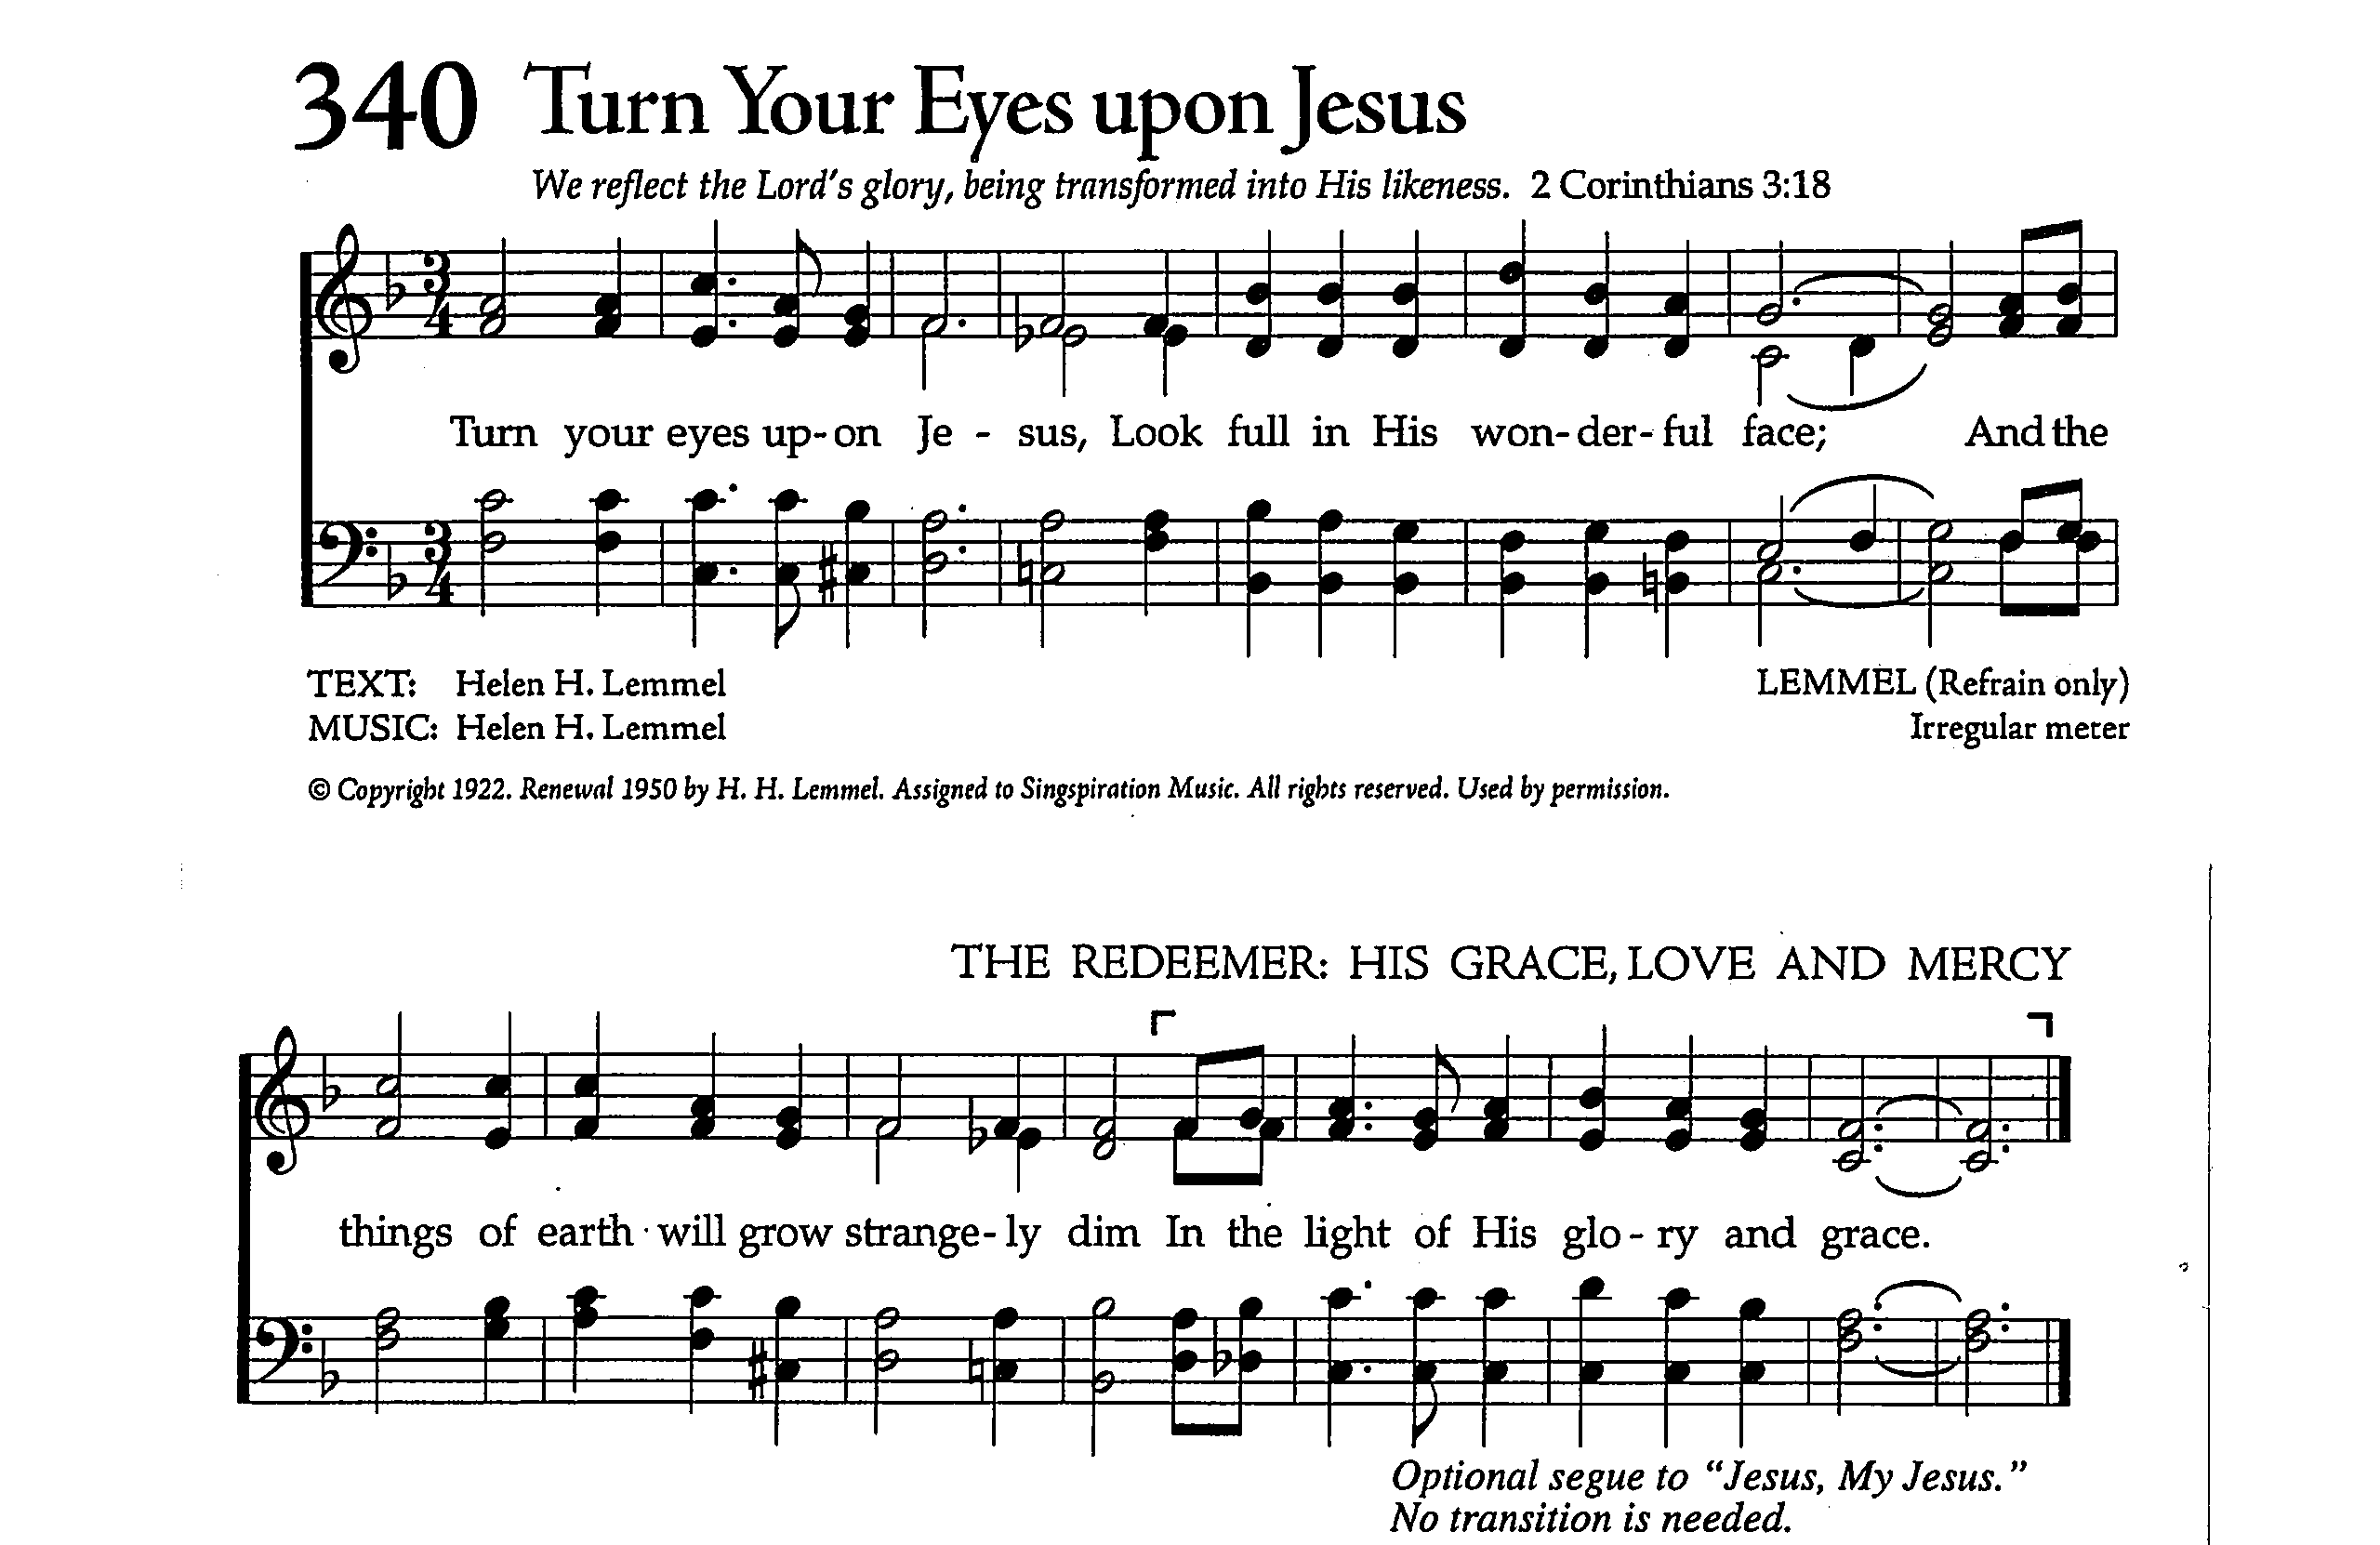 340 Turn Your Eyes upon Jesus
We reflect the Lord's glory, being transformed into His likeness. 2 Corinthians 3:18
3 4
Turn your eyes up-on Je - sus, Look full in His won-der-ful face; And the
3 4
TEXT: Helen H. Lemmel LEMMEL (Refrain only)
MUSIC: Helen H. Lemmel Irregular meter
© Copyright 1922. Renewal 1950 by H. H. Lemmel. Assigned to Singspiration Music. All rights reserved. Used by permission.
THE REDEEMER: HIS GRACE, LOVE AND MERCY
things of earth will grow strange-ly dim In the light of His glo-ry and grace.
Optional segue to "Jesus, My Jesus."
No transition is needed.